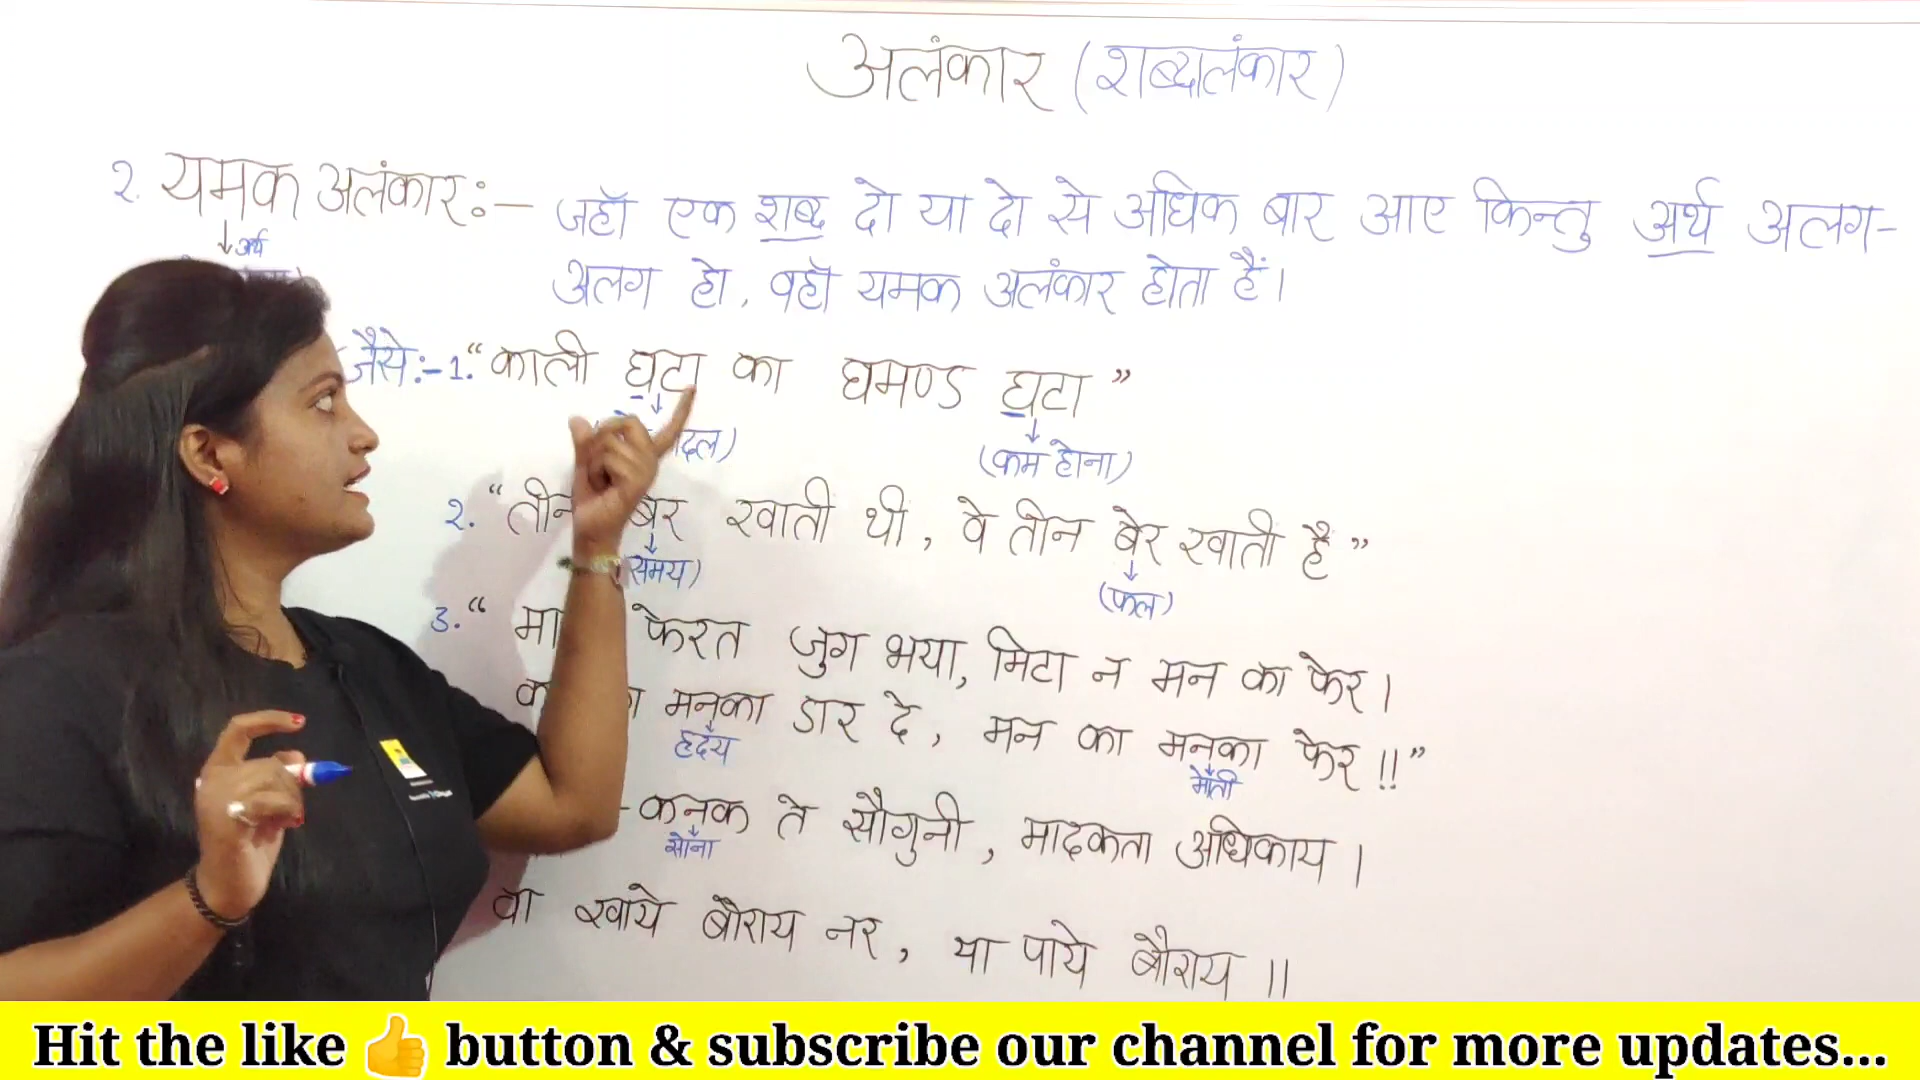 अलंकार (शब्दालंकार)
२. यमक अलंकारः:- जहाँ एक शब्द दो या दो से अधिक बार आए किन्तु अर्थ अलग-
↓ अर्थ
अलग हो, वहाँ यमक अलंकार होता हैं।
जैसे:- 1. “काली घटा का घमण्ड घटा”
↓ ↓
(कम होना)
२. “तीन बेर खाती थी, वे तीन बेर खाती है”
↓ ↓
समय) (फल)
3. “ फेरत जुग भया, मिटा न मन का फेर।
मनका डार दे, मन का मनका फेर!!”
हृदय मोती
-कनक ते सौगुनी, मादकता अधिकाय।
सोना
वा खाये बौराय नर, या पाये बौराय॥
Hit the like 👍 button & subscribe our channel for more updates...